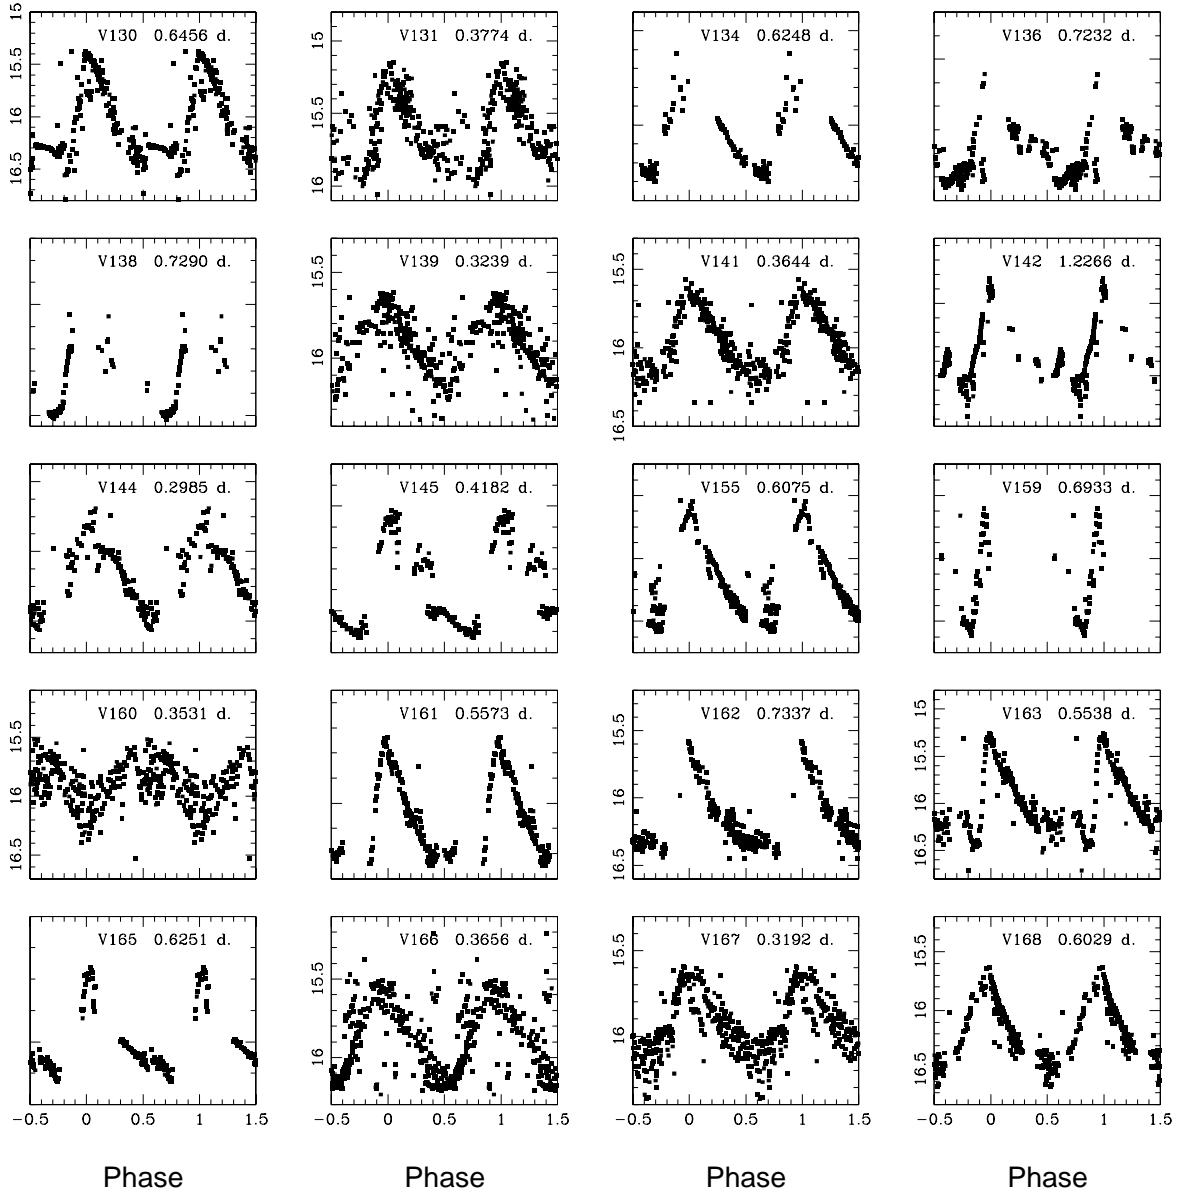 V130 0.6456 d.
V131 0.3774 d.
V134 0.6248 d.
V136 0.7232 d.
15
15.5
16
16.5
15
15.5
16
V138 0.7290 d.
V139 0.3239 d.
V141 0.3644 d.
V142 1.2266 d.
15.5
16
15.5
16
16.5
V144 0.2985 d.
V145 0.4182 d.
V155 0.6075 d.
V159 0.6933 d.
V160 0.3531 d.
V161 0.5573 d.
V162 0.7337 d.
V163 0.5538 d.
15.5
16
16.5
15.5
16
16.5
15
15.5
16
16.5
V165 0.6251 d.
V166 0.3656 d.
V167 0.3192 d.
V168 0.6029 d.
15.5
16
15.5
16
15.5
16
16.5
−0.5 0 0.5 1 1.5
−0.5 0 0.5 1 1.5
−0.5 0 0.5 1 1.5
−0.5 0 0.5 1 1.5
Phase
Phase
Phase
Phase